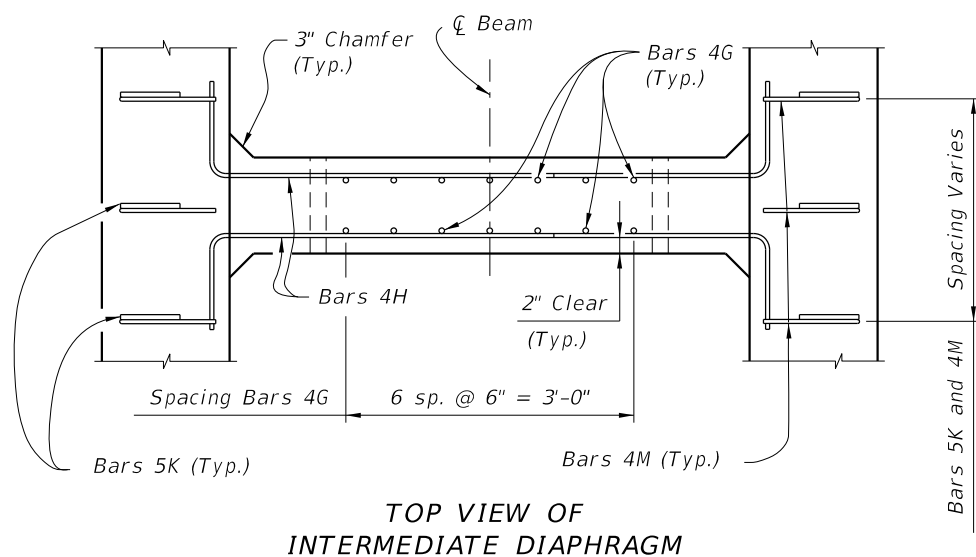 3" Chamfer
(Typ.)
℄ Beam
Bars 4G
(Typ.)
Spacing Varies
Bars 4H
2" Clear
(Typ.)
Spacing Bars 4G
6 sp. @ 6" = 3'-0"
Bars 5K (Typ.)
Bars 4M (Typ.)
Bars 5K and 4M
TOP VIEW OF
INTERMEDIATE DIAPHRAGM